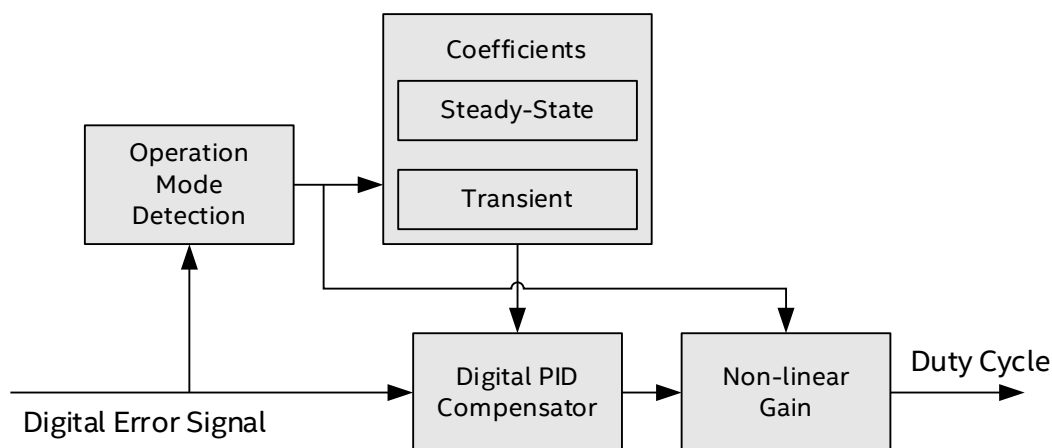 Coefficients
Steady-State
Transient
Operation
Mode
Detection
Digital PID
Compensator
Non-linear
Gain
Duty Cycle
Digital Error Signal